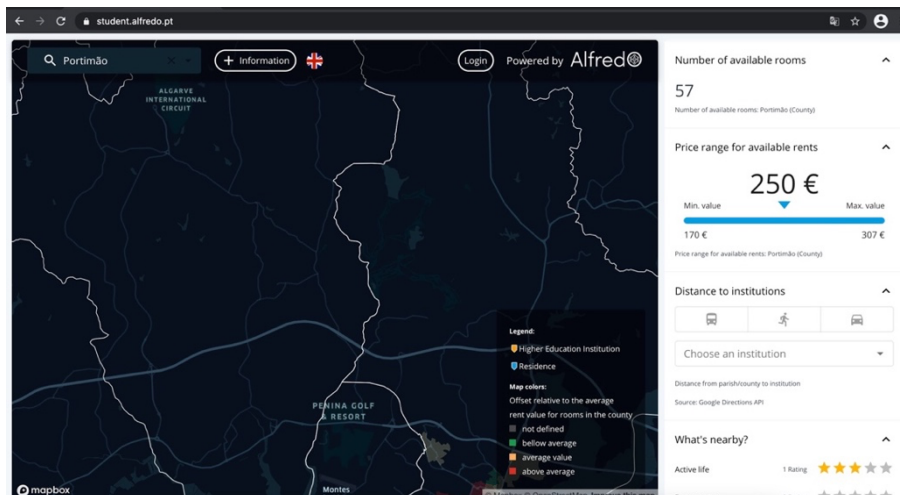 student.alfredo.pt
Portimão
+ Information
Login
Powered by Alfredo
ALGARVE
INTERNATIONAL
CIRCUIT
PENINA GOLF
& RESORT
Montes
mapbox
Legend:
Higher Education Institution
Residence
Map colors:
Offset relative to the average
rent value for rooms in the county
not defined
bellow average
average value
above average
© Mapbox © OpenStreetMap Improve this map
Number of available rooms
57
Number of available rooms: Portimão (County)
Price range for available rents
250 €
Min. value Max. value
170 € 307 €
Price range for available rents: Portimão (County)
Distance to institutions
Choose an institution
Distance from parish/county to institution
Source: Google Directions API
What's nearby?
Active life 1 Rating